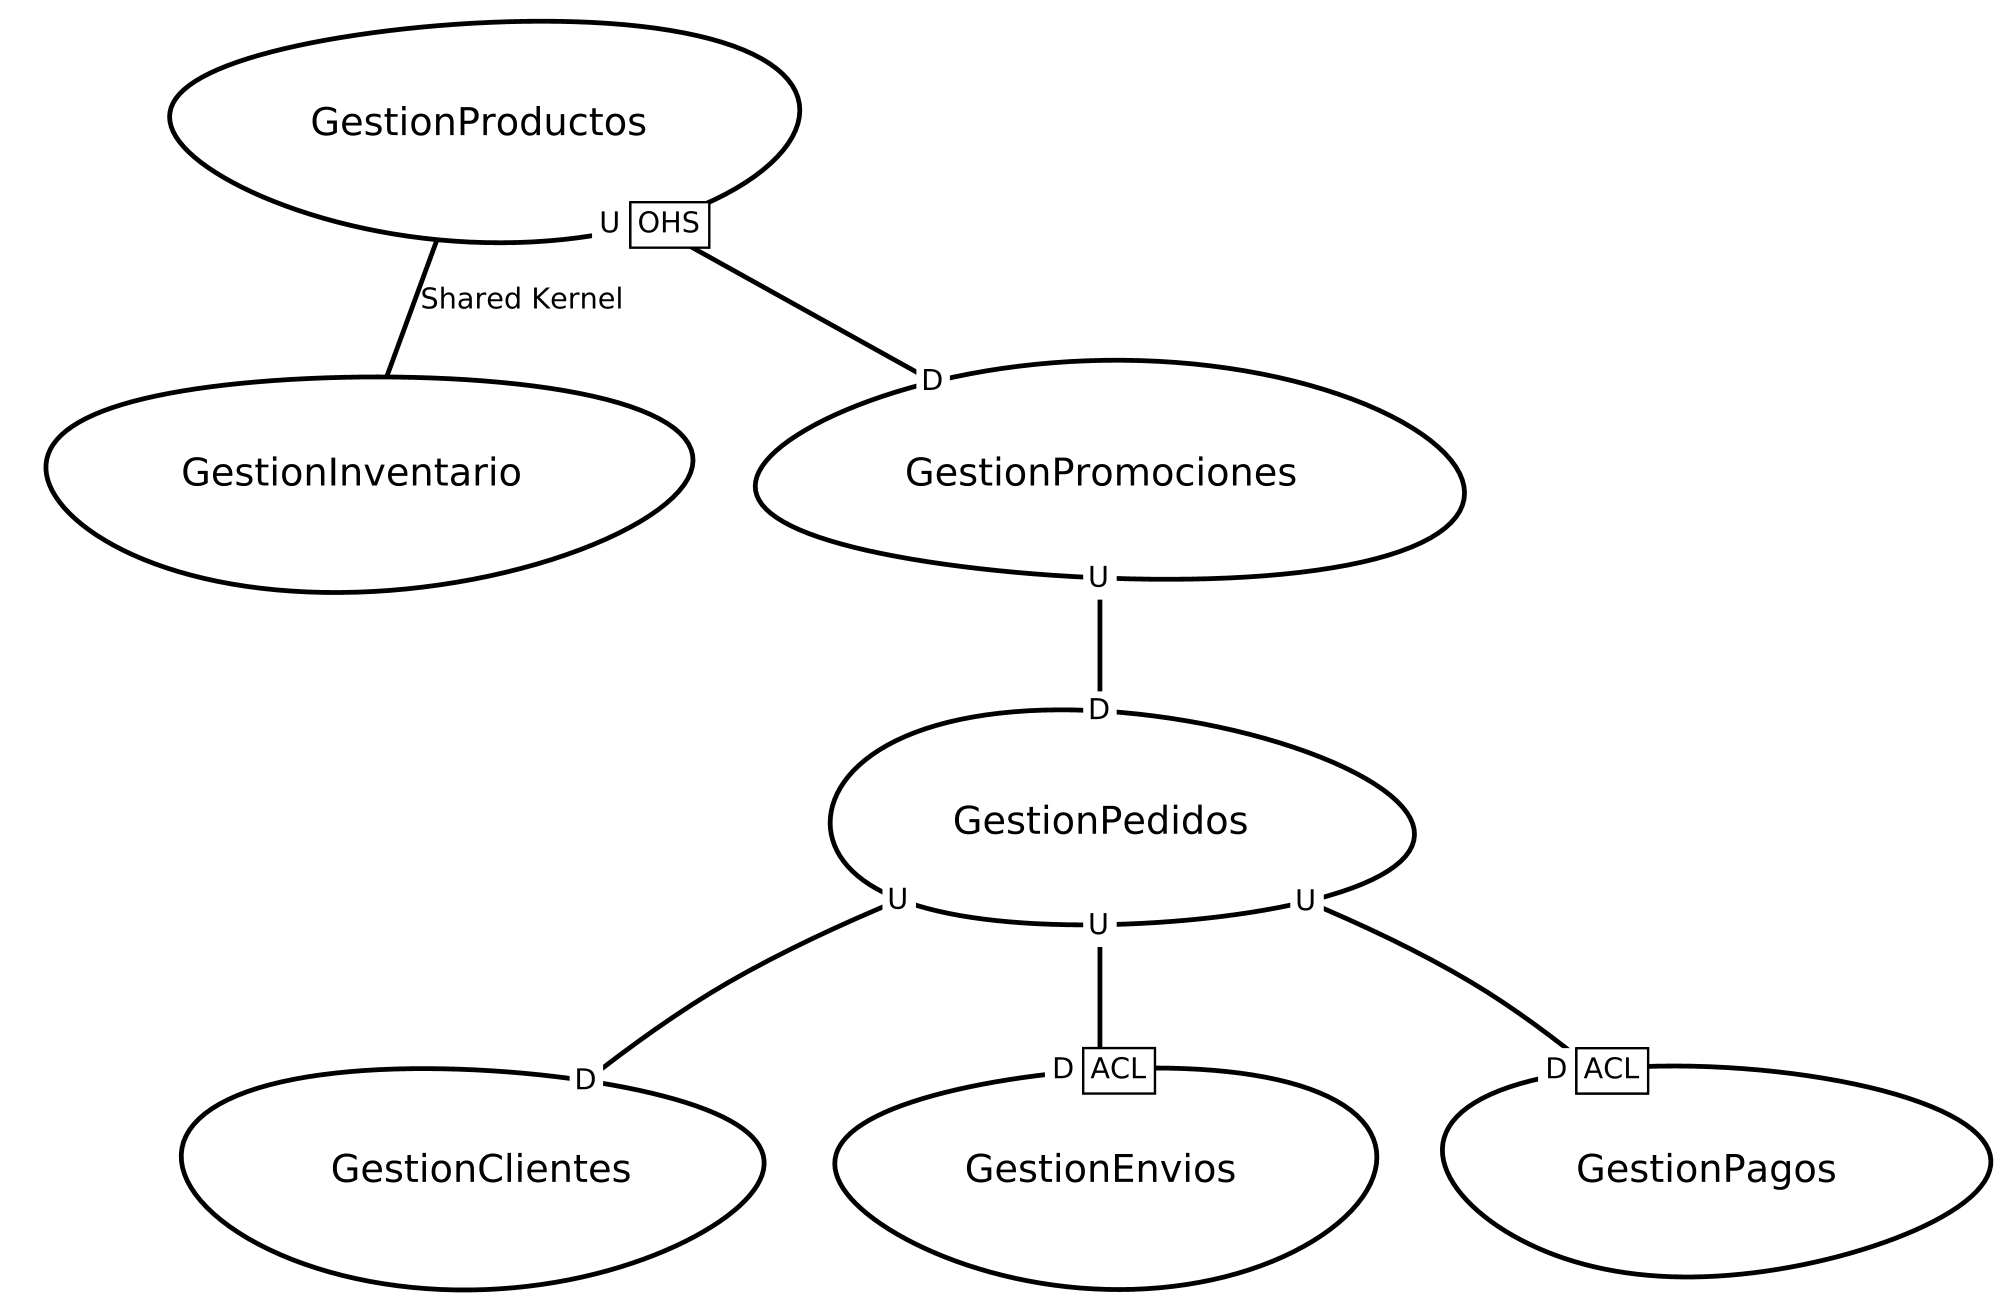 GestionProductos
U OHS
Shared Kernel
D
GestionInventario
GestionPromociones
U
D
GestionPedidos
U
U
U
D
D ACL
D ACL
GestionClientes
GestionEnvios
GestionPagos